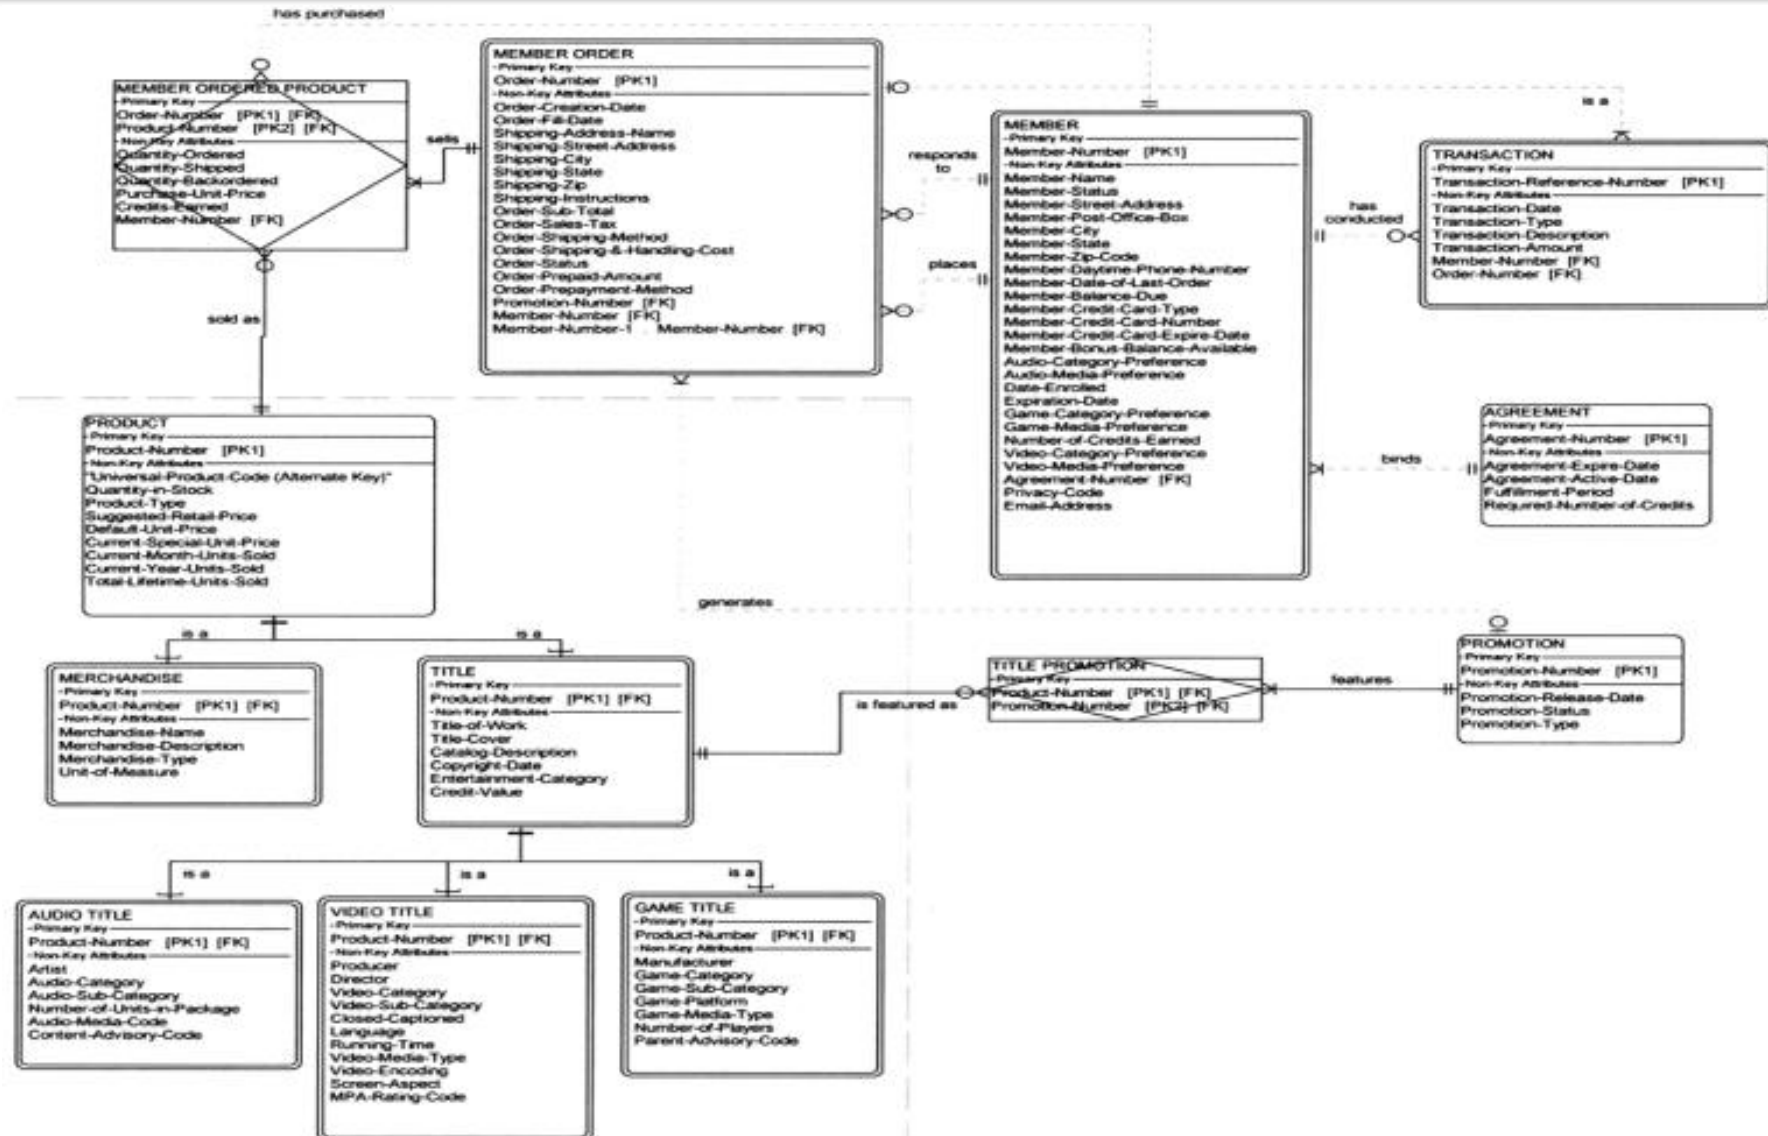 has purchased
MEMBER ORDERED PRODUCT
-Primary Key
Order-Number [PK1] [FK]
Product-Number [PK2] [FK]
-Non-Key Attributes
Quantity-Ordered
Quantity-Shipped
Quantity-Backordered
Purchase-Unit-Price
Credits-Earned
Member-Number [FK]
sells
MEMBER ORDER
-Primary Key
Order-Number [PK1]
-Non-Key Attributes
Order-Creation-Date
Order-Fill-Date
Shipping-Address-Name
Shipping-Street-Address
Shipping-City
Shipping-State
Shipping-Zip
Shipping-Instructions
Order-Sub-Total
Order-Sales-Tax
Order-Shipping-Method
Order-Shipping-&-Handling-Cost
Order-Status
Order-Prepaid-Amount
Order-Prepayment-Method
Promotion-Number [FK]
Member-Number [FK]
Member-Number-1 . Member-Number [FK]
responds
to
places
MEMBER
-Primary Key
Member-Number [PK1]
-Non-Key Attributes
Member-Name
Member-Status
Member-Street-Address
Member-Post-Office-Box
Member-City
Member-State
Member-Zip-Code
Member-Daytime-Phone-Number
Member-Date-of-Last-Order
Member-Balance-Due
Member-Credit-Card-Type
Member-Credit-Card-Number
Member-Credit-Card-Expire-Date
Member-Bonus-Balance-Available
Audio-Category-Preference
Audio-Media-Preference
Date-Enrolled
Expiration-Date
Game-Category-Preference
Game-Media-Preference
Number-of-Credits-Earned
Video-Category-Preference
Video-Media-Preference
Agreement-Number [FK]
Privacy-Code
Email-Address
is a
has
conducted
TRANSACTION
-Primary Key
Transaction-Reference-Number [PK1]
-Non-Key Attributes
Transaction-Date
Transaction-Type
Transaction-Description
Transaction-Amount
Member-Number [FK]
Order-Number [FK]
binds
AGREEMENT
-Primary Key
Agreement-Number [PK1]
-Non-Key Attributes
Agreement-Expire-Date
Agreement-Active-Date
Fulfillment-Period
Required-Number-of-Credits
sold as
PRODUCT
-Primary Key
Product-Number [PK1]
-Non-Key Attributes
"Universal-Product-Code (Alternate Key)"
Quantity-in-Stock
Product-Type
Suggested-Retail-Price
Default-Unit-Price
Current-Special-Unit-Price
Current-Month-Units-Sold
Current-Year-Units-Sold
Total-Lifetime-Units-Sold
generates
is a
is a
MERCHANDISE
-Primary Key
Product-Number [PK1] [FK]
-Non-Key Attributes
Merchandise-Name
Merchandise-Description
Merchandise-Type
Unit-of-Measure
TITLE
-Primary Key
Product-Number [PK1] [FK]
-Non-Key Attributes
Title-of-Work
Title-Cover
Catalog-Description
Copyright-Date
Entertainment-Category
Credit-Value
is featured as
TITLE PROMOTION
-Primary Key
Product-Number [PK1] [FK]
Promotion-Number [PK2] [FK]
features
PROMOTION
-Primary Key
Promotion-Number [PK1]
-Non-Key Attributes
Promotion-Release-Date
Promotion-Status
Promotion-Type
is a
is a
is a
AUDIO TITLE
-Primary Key
Product-Number [PK1] [FK]
-Non-Key Attributes
Artist
Audio-Category
Audio-Sub-Category
Number-of-Units-in-Package
Audio-Media-Code
Content-Advisory-Code
VIDEO TITLE
-Primary Key
Product-Number [PK1] [FK]
-Non-Key Attributes
Producer
Director
Video-Category
Video-Sub-Category
Closed-Captioned
Language
Running-Time
Video-Media-Type
Video-Encoding
Screen-Aspect
MPA-Rating-Code
GAME TITLE
-Primary Key
Product-Number [PK1] [FK]
-Non-Key Attributes
Manufacturer
Game-Category
Game-Sub-Category
Game-Platform
Game-Media-Type
Number-of-Players
Parent-Advisory-Code